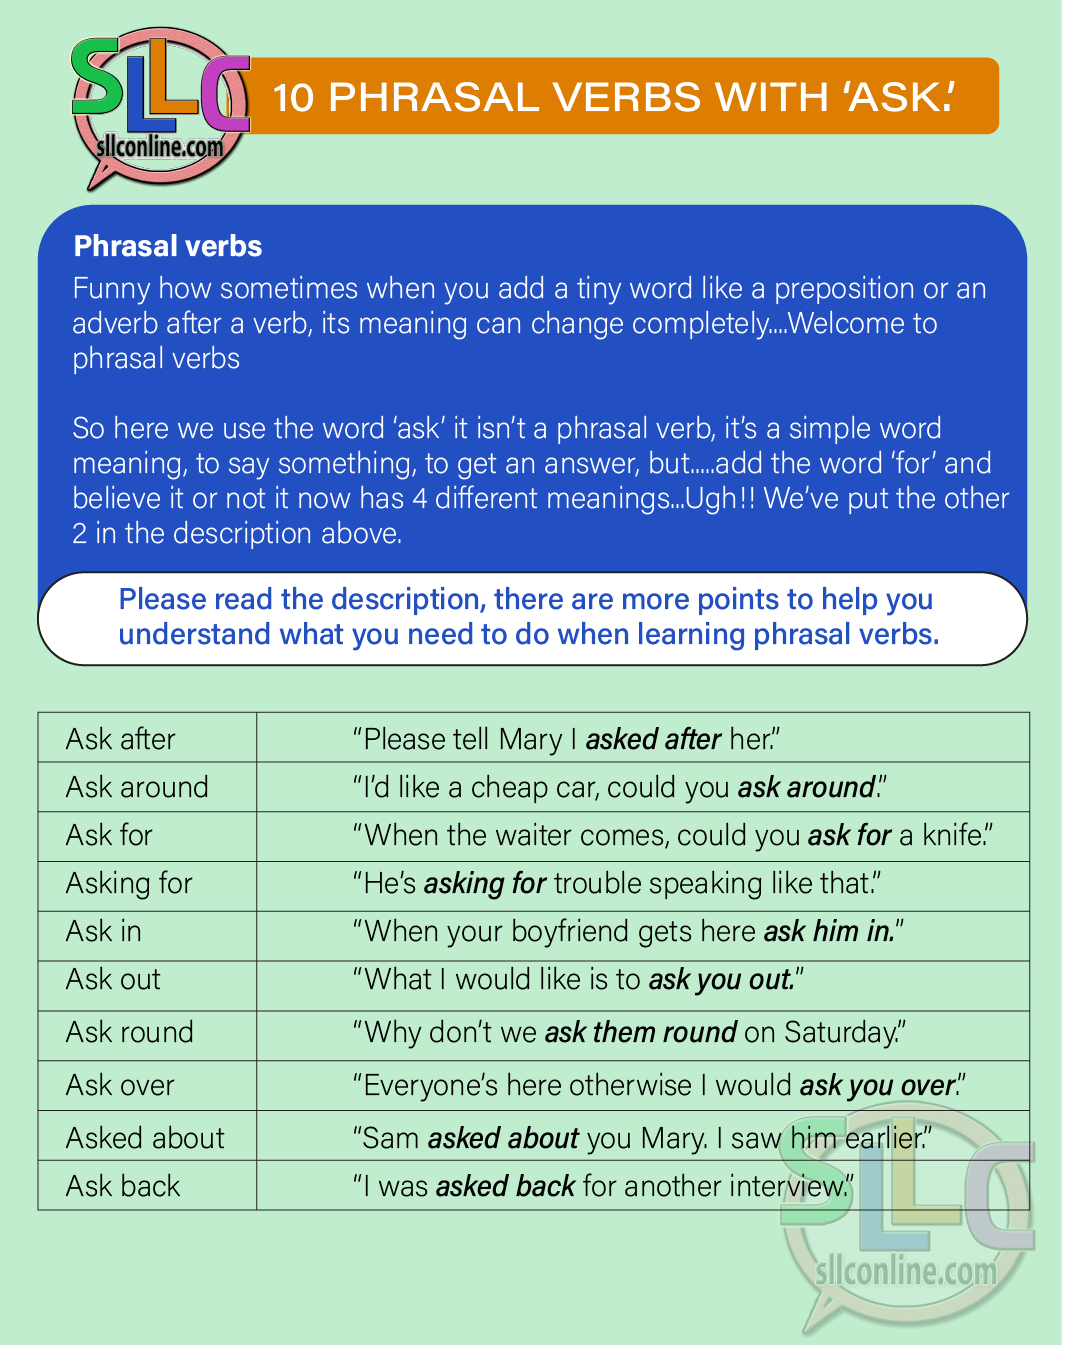 SLLC
sllconline.com
10 PHRASAL VERBS WITH ‘ASK.’
Phrasal verbs
Funny how sometimes when you add a tiny word like a preposition or an
adverb after a verb, its meaning can change completely....Welcome to
phrasal verbs
So here we use the word ‘ask’ it isn’t a phrasal verb, it’s a simple word
meaning, to say something, to get an answer, but.....add the word ‘for’ and
believe it or not it now has 4 different meanings...Ugh!! We’ve put the other
2 in the description above.
Please read the description, there are more points to help you
understand what you need to do when learning phrasal verbs.
Ask after “Please tell Mary I asked after her.”
Ask around “I’d like a cheap car, could you ask around.”
Ask for “When the waiter comes, could you ask for a knife.”
Asking for “He’s asking for trouble speaking like that.”
Ask in “When your boyfriend gets here ask him in.”
Ask out “What I would like is to ask you out.”
Ask round “Why don’t we ask them round on Saturday.”
Ask over “Everyone’s here otherwise I would ask you over.”
Asked about “Sam asked about you Mary. I saw him earlier.”
Ask back “I was asked back for another interview.”
SLLC
sllconline.com